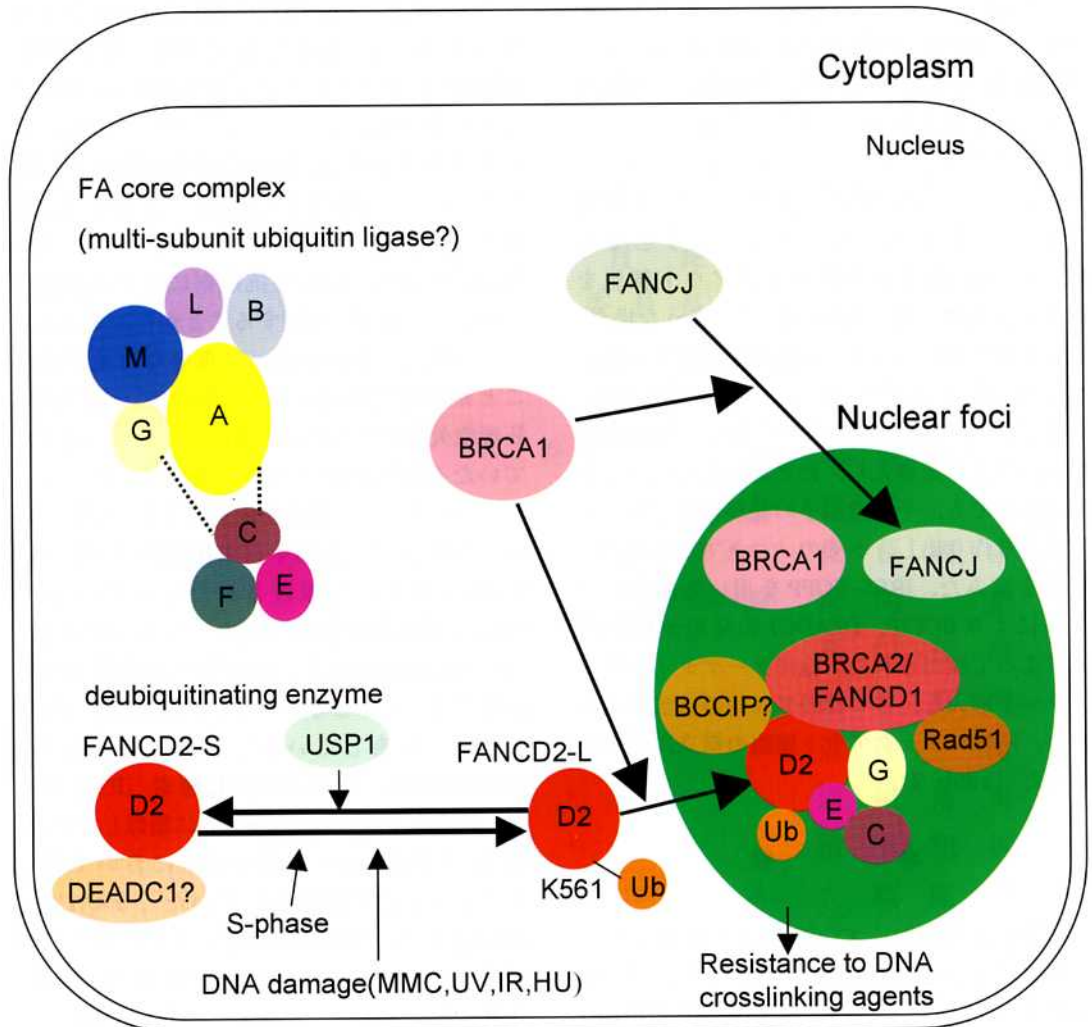 Cytoplasm
Nucleus
FA core complex
(multi-subunit ubiquitin ligase?)
L
B
M
A
G
C
F
E
FANCJ
BRCA1
Nuclear foci
BRCA1
FANCJ
BRCA2/
FANCD1
BCCIP?
Rad51
D2
G
E
Ub
C
deubiquitinating enzyme
FANCD2-S
USP1
FANCD2-L
D2
D2
DEADC1?
K561
Ub
S-phase
DNA damage(MMC,UV,IR,HU)
Resistance to DNA
crosslinking agents